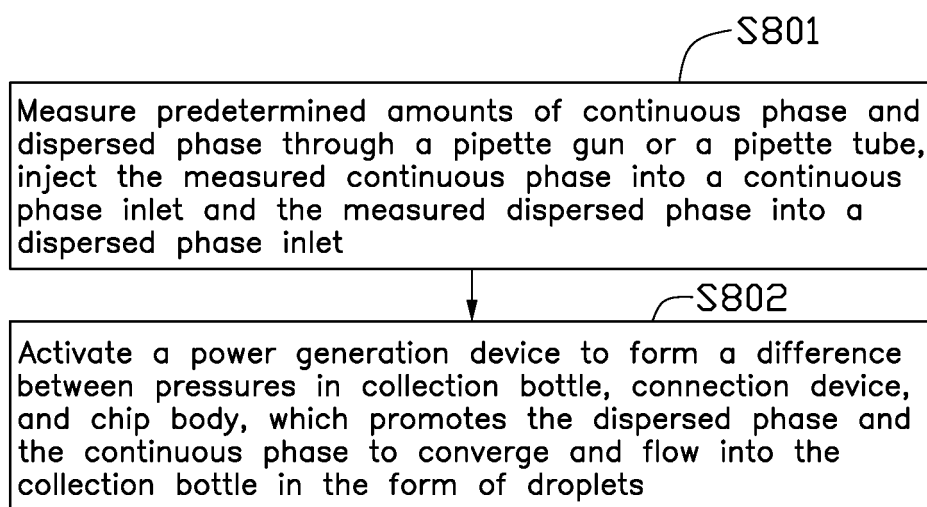 S801
Measure predetermined amounts of continuous phase and
dispersed phase through a pipette gun or a pipette tube,
inject the measured continuous phase into a continuous
phase inlet and the measured dispersed phase into a
dispersed phase inlet
S802
Activate a power generation device to form a difference
between pressures in collection bottle, connection device,
and chip body, which promotes the dispersed phase and
the continuous phase to converge and flow into the
collection bottle in the form of droplets